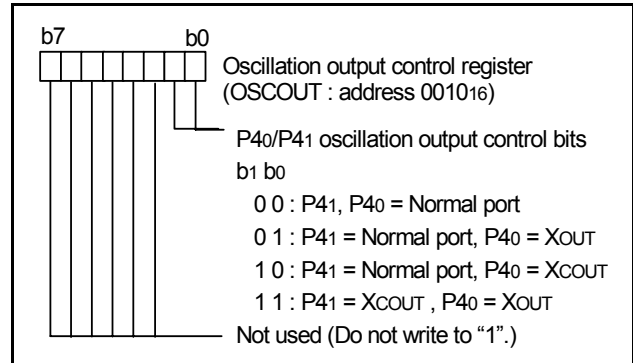 b7 b0
Oscillation output control register
(OSCOUT : address 001016)
P40/P41 oscillation output control bits
b1 b0
0 0 : P41, P40 = Normal port
0 1 : P41 = Normal port, P40 = XOUT
1 0 : P41 = Normal port, P40 = XCOUT
1 1 : P41 = XCOUT , P40 = XOUT
Not used (Do not write to “1”.)